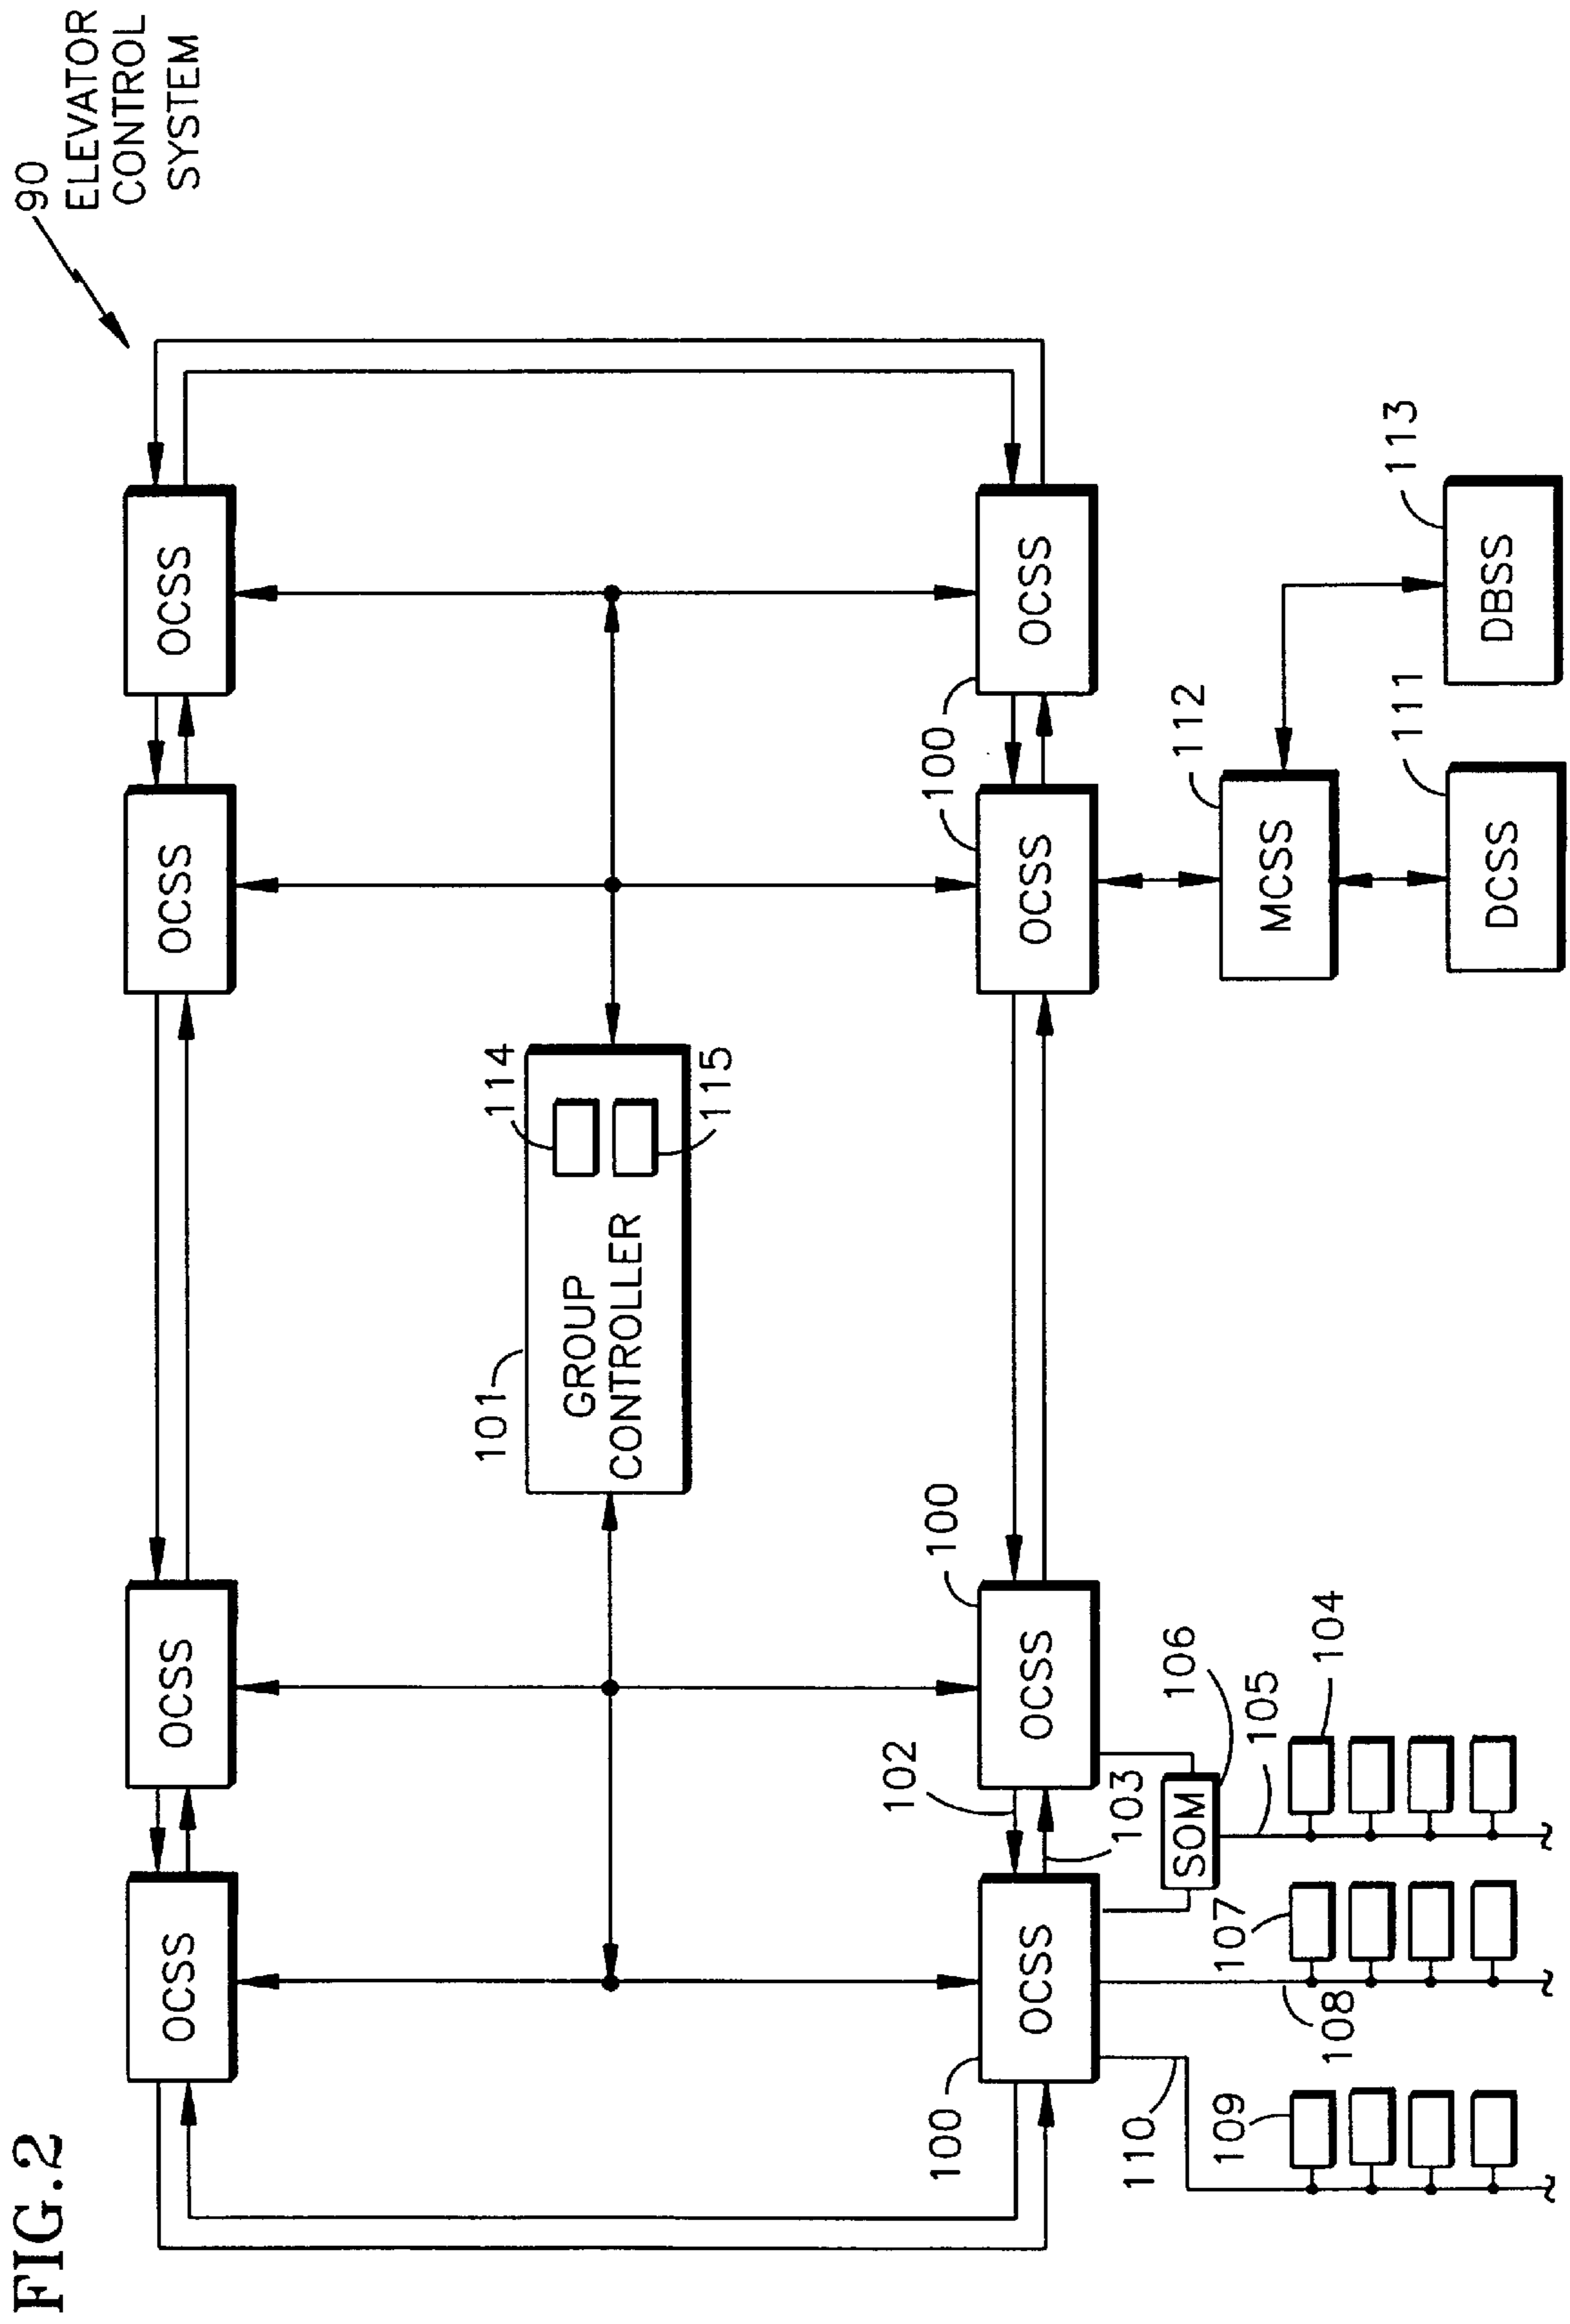 FIG.2
90
ELEVATOR
CONTROL
SYSTEM
OCSS
OCSS
OCSS
OCSS
101
114
GROUP
CONTROLLER
115
102
100
100
100
OCSS
OCSS
OCSS
OCSS
100
103
110
106
SOM
112
MCSS
109
107
105
108
104
111
113
DCSS
DBSS